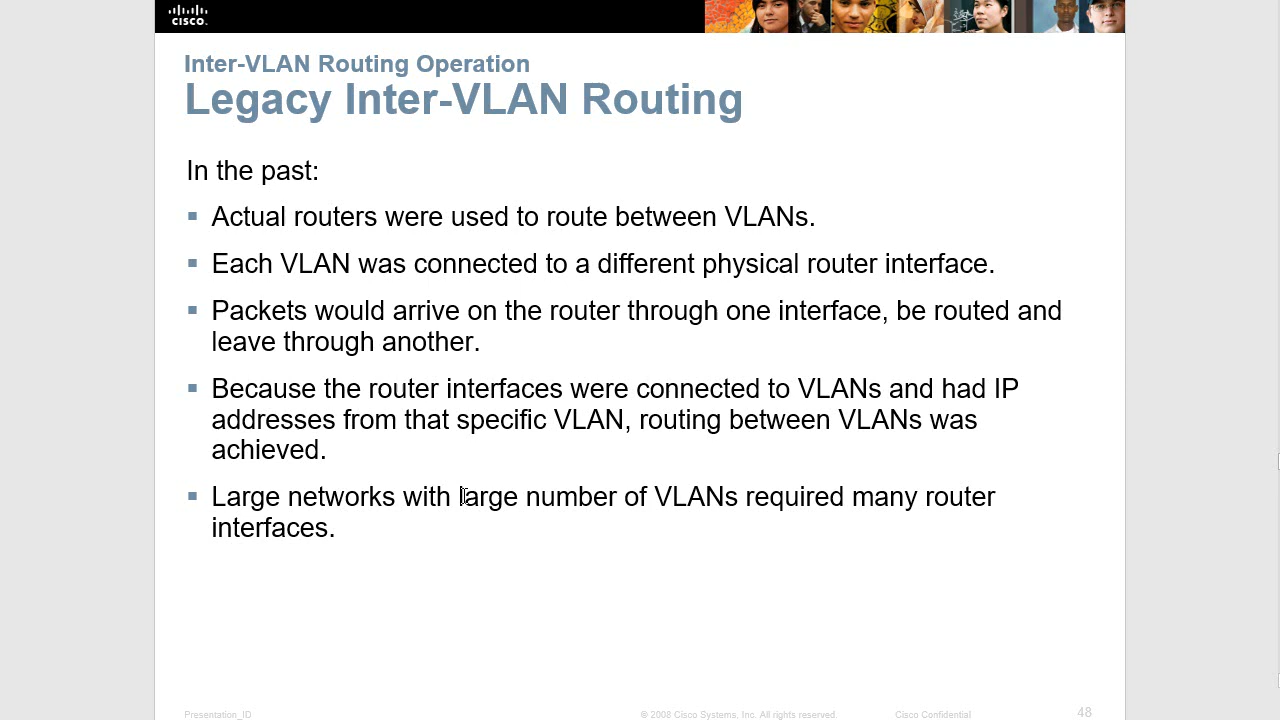 CISCO.
Inter-VLAN Routing Operation
Legacy Inter-VLAN Routing
In the past:
Actual routers were used to route between VLANs.
Each VLAN was connected to a different physical router interface.
Packets would arrive on the router through one interface, be routed and
leave through another.
Because the router interfaces were connected to VLANs and had IP
addresses from that specific VLAN, routing between VLANs was
achieved.
Large networks with large number of VLANs required many router
interfaces.
Presentation_ID © 2008 Cisco Systems, Inc. All rights reserved. Cisco Confidential 48